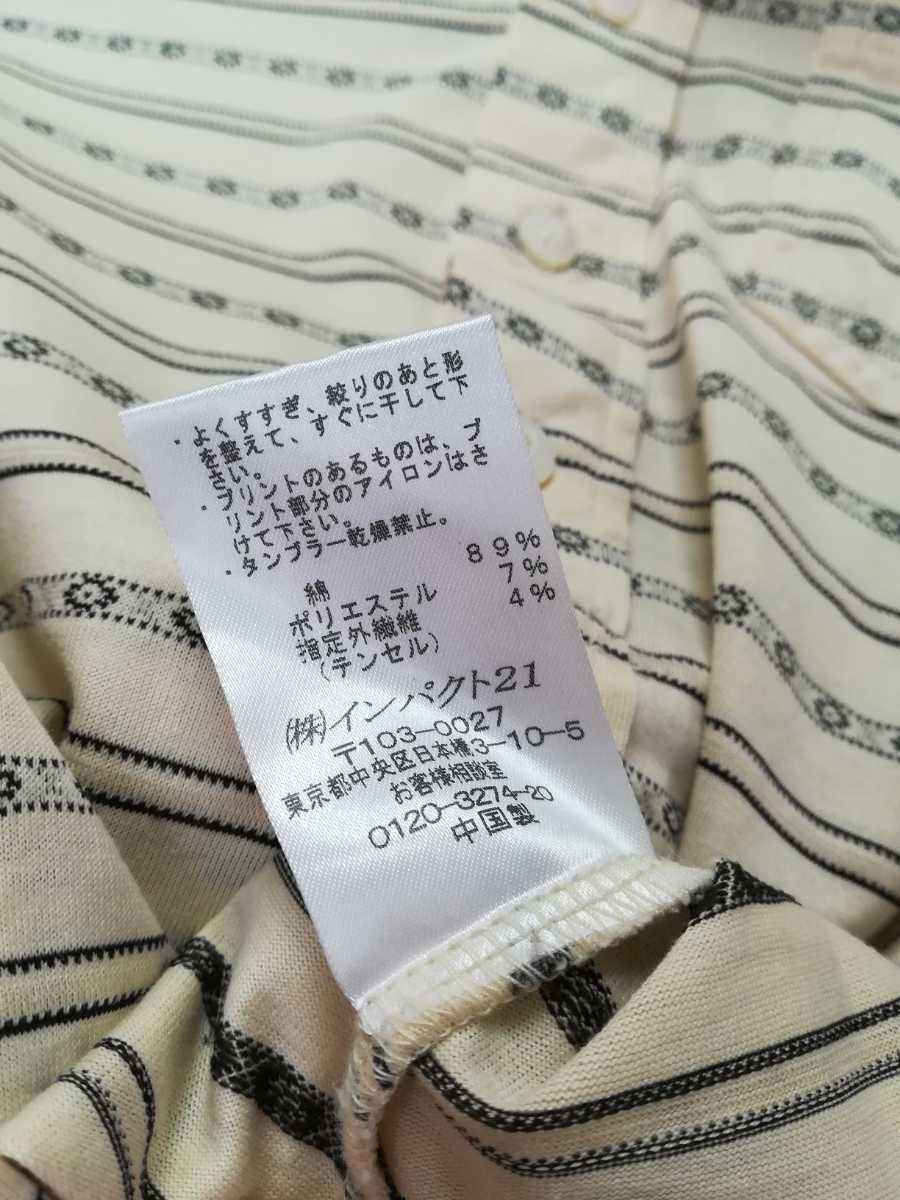 ・よくすすぎ、絞りのあと形
を整えて、すぐに干して下
さい。
・プリントのあるものは、プ
リント部分のアイロンはさ
けて下さい。
・タンブラー乾燥禁止。
綿 89%
ポリエステル 7%
指定外繊維 4%
(テンセル)
(株)インパクト21
〒103-0027
東京都中央区日本橋3-10-5
お客様相談室
0120-3274-20
中国製